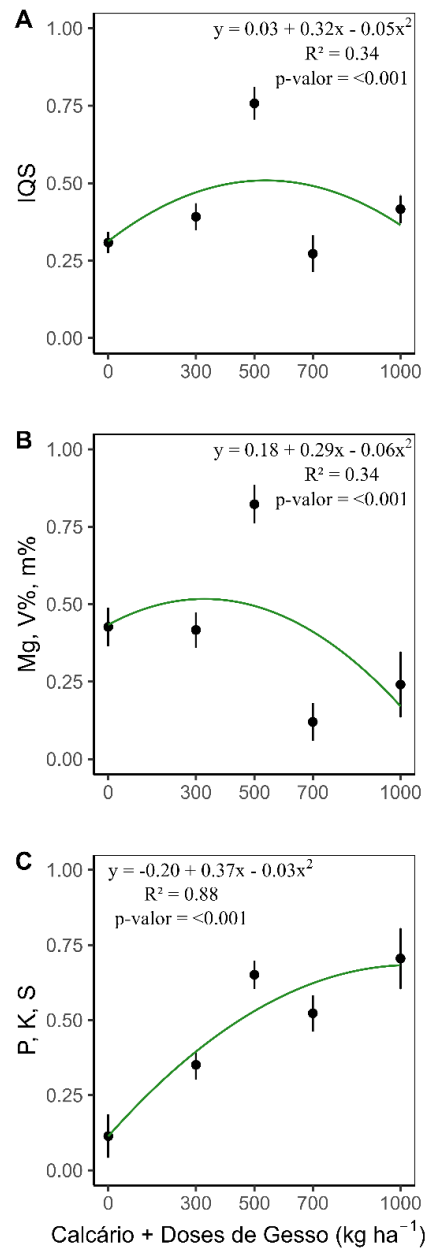 A
y = 0.03 + 0.32x - 0.05x²
R² = 0.34
p-valor = <0.001
1.00
0.75
0.50
0.25
0.00
IQS
0 300 500 700 1000
B
y = 0.18 + 0.29x - 0.06x²
R² = 0.34
p-valor = <0.001
1.00
0.75
0.50
0.25
0.00
Mg, V%, m%
0 300 500 700 1000
C
y = -0.20 + 0.37x - 0.03x²
R² = 0.88
p-valor = <0.001
1.00
0.75
0.50
0.25
0.00
P, K, S
0 300 500 700 1000
Calcário + Doses de Gesso (kg ha⁻¹)